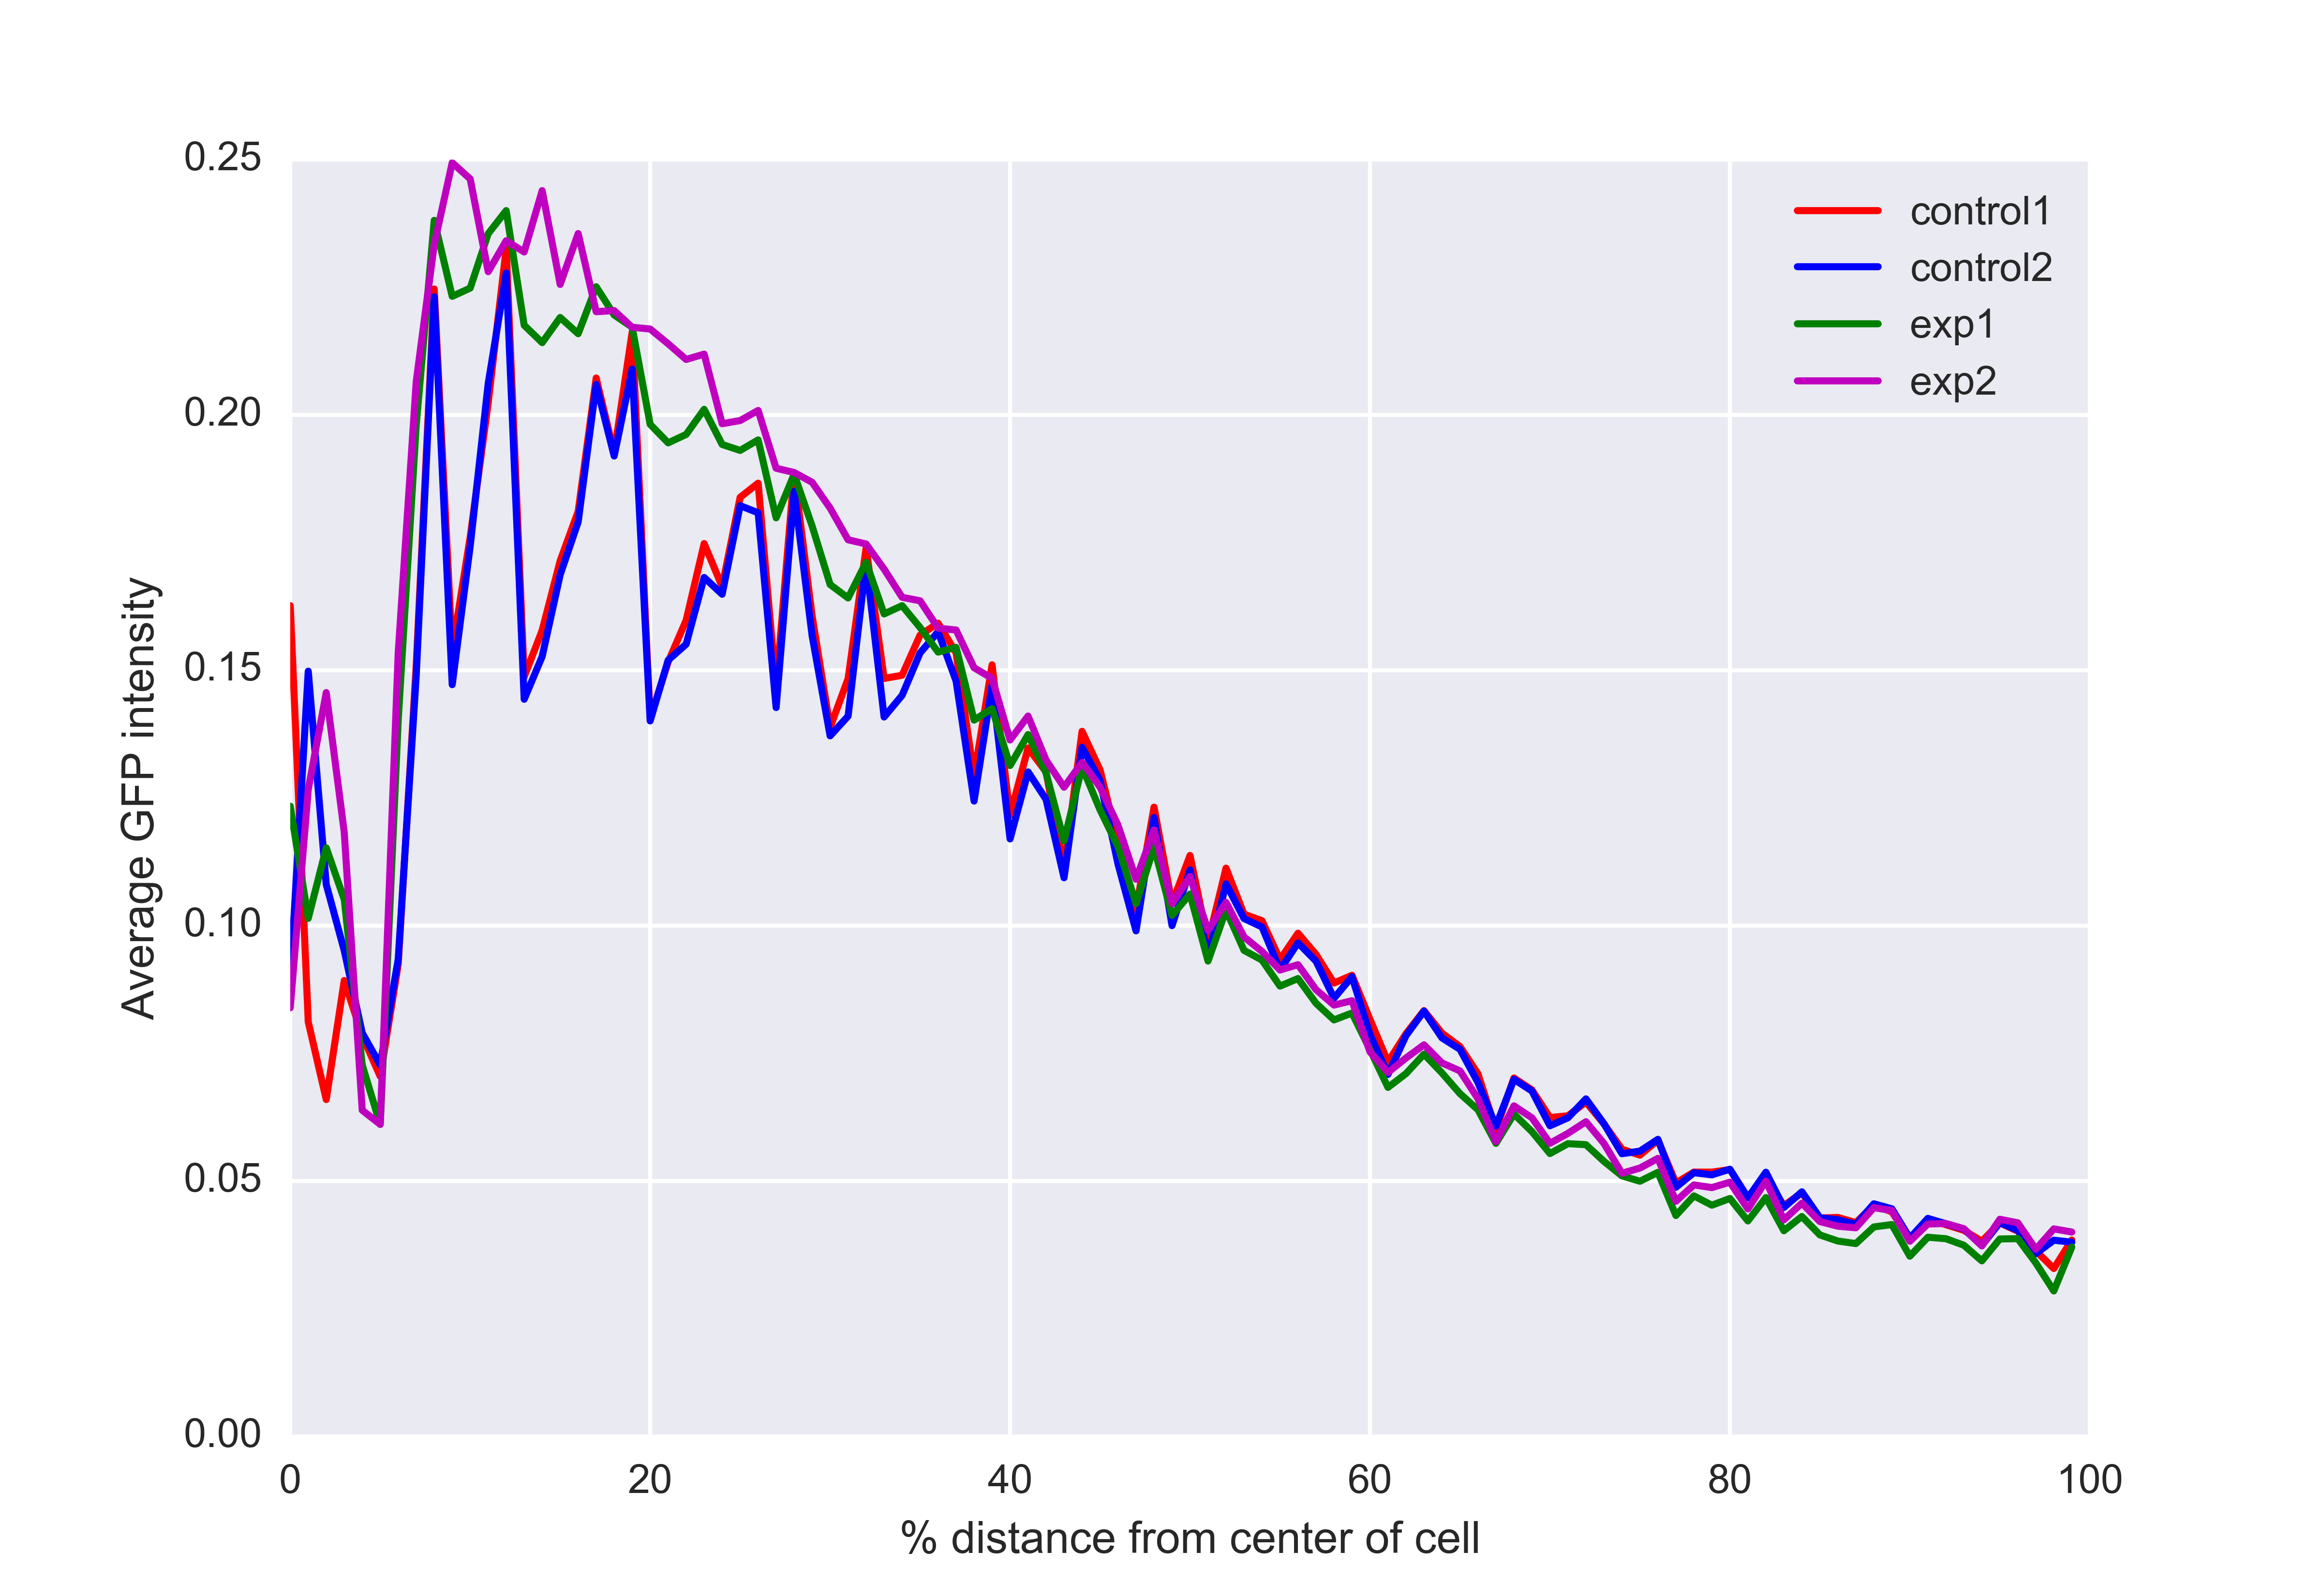 0.25
0.20
0.15
0.10
0.05
0.00
Average GFP intensity
control1
control2
exp1
exp2
0 20 40 60 80 100
% distance from center of cell